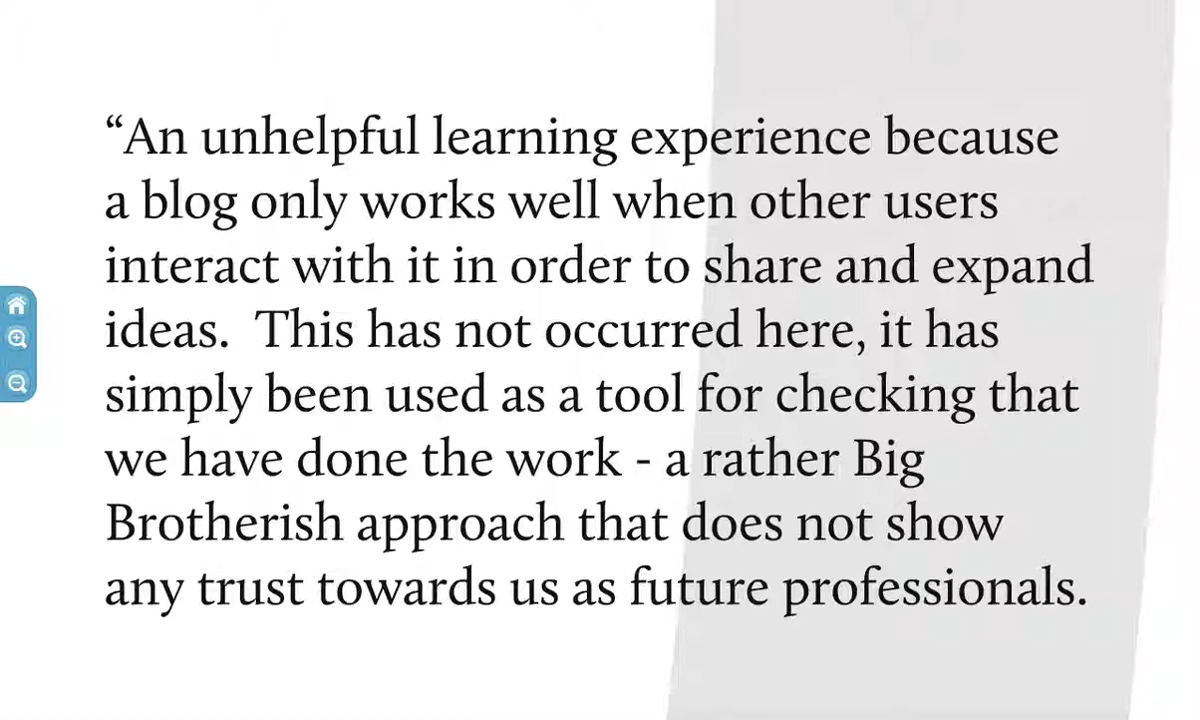 “An unhelpful learning experience because
a blog only works well when other users
interact with it in order to share and expand
ideas.  This has not occurred here, it has
simply been used as a tool for checking that
we have done the work - a rather Big
Brotherish approach that does not show
any trust towards us as future professionals.